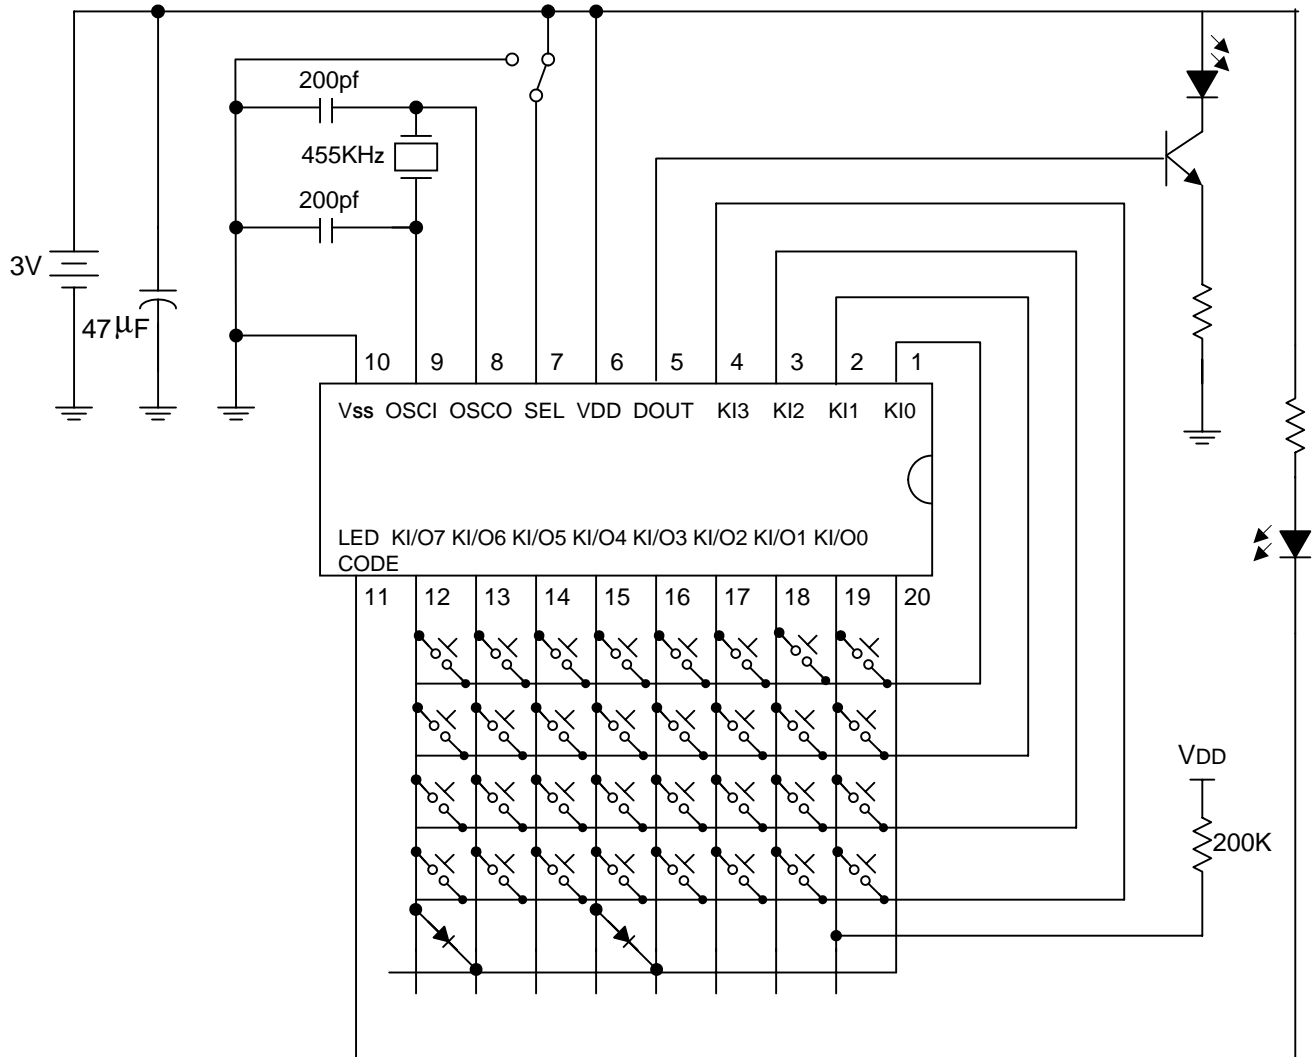 200pf
455KHz
200pf
3V
47µF
10 9 8 7 6 5 4 3 2 1
Vss OSCI OSCO SEL VDD DOUT KI3 KI2 KI1 KI0
LED KI/O7 KI/O6 KI/O5 KI/O4 KI/O3 KI/O2 KI/O1 KI/O0
CODE
11 12 13 14 15 16 17 18 19 20
VDD
200K